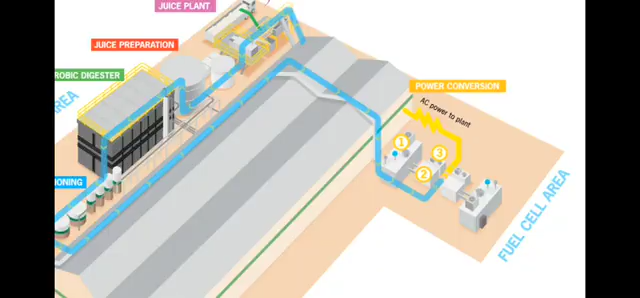 JUICE PLANT
JUICE PREPARATION
ROBIC DIGESTER
POWER CONVERSION
AC power to plant
AREA
1
3
2
IONING
FUEL CELL AREA